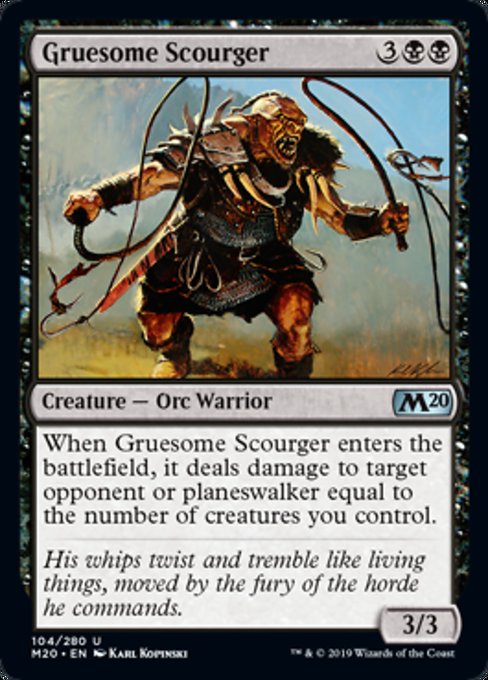 Gruesome Scourger 3
Creature — Orc Warrior M20
When Gruesome Scourger enters the
battlefield, it deals damage to target
opponent or planeswalker equal to
the number of creatures you control.
His whips twist and tremble like living
things, moved by the fury of the horde
he commands.
3/3
104/280 U
M20 • EN Karl Kopinski ™ & © 2019 Wizards of the Coast